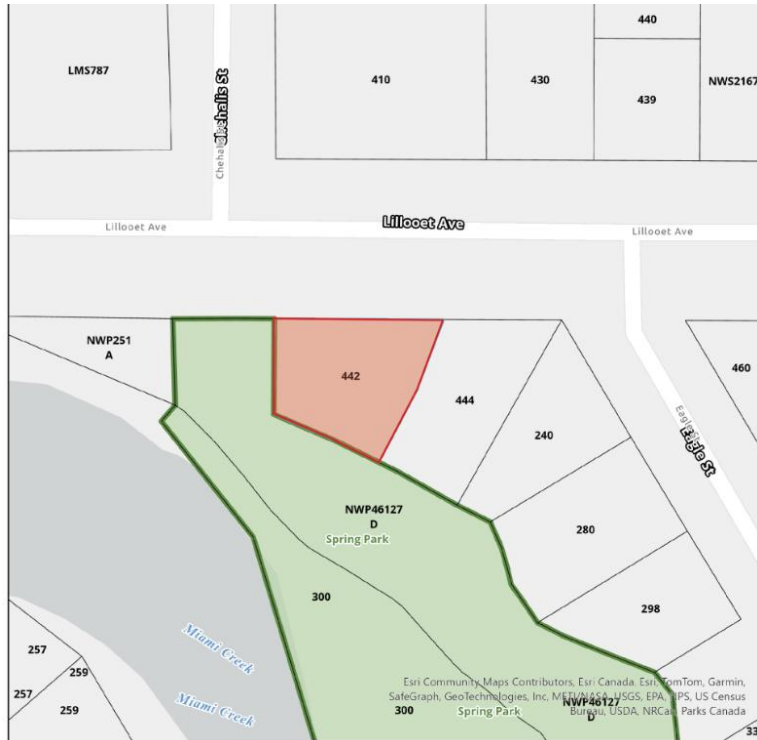 440
LMS787
410
430
439
NWS2167
Chehalis St
Lillooet Ave
Lillooet Ave
Lillooet Ave
NWP251
A
442
444
460
240
Eagle St
Eagle St
NWP46127
D
Spring Park
280
300
298
Miami Creek
257
259
257
259
Miami Creek
300
Spring Park
NWP46127
D
Esri Community Maps Contributors, Esri Canada, Esri, TomTom, Garmin,
SafeGraph, GeoTechnologies, Inc, METI/NASA, USGS, EPA, NPS, US Census
Bureau, USDA, NRCan, Parks Canada